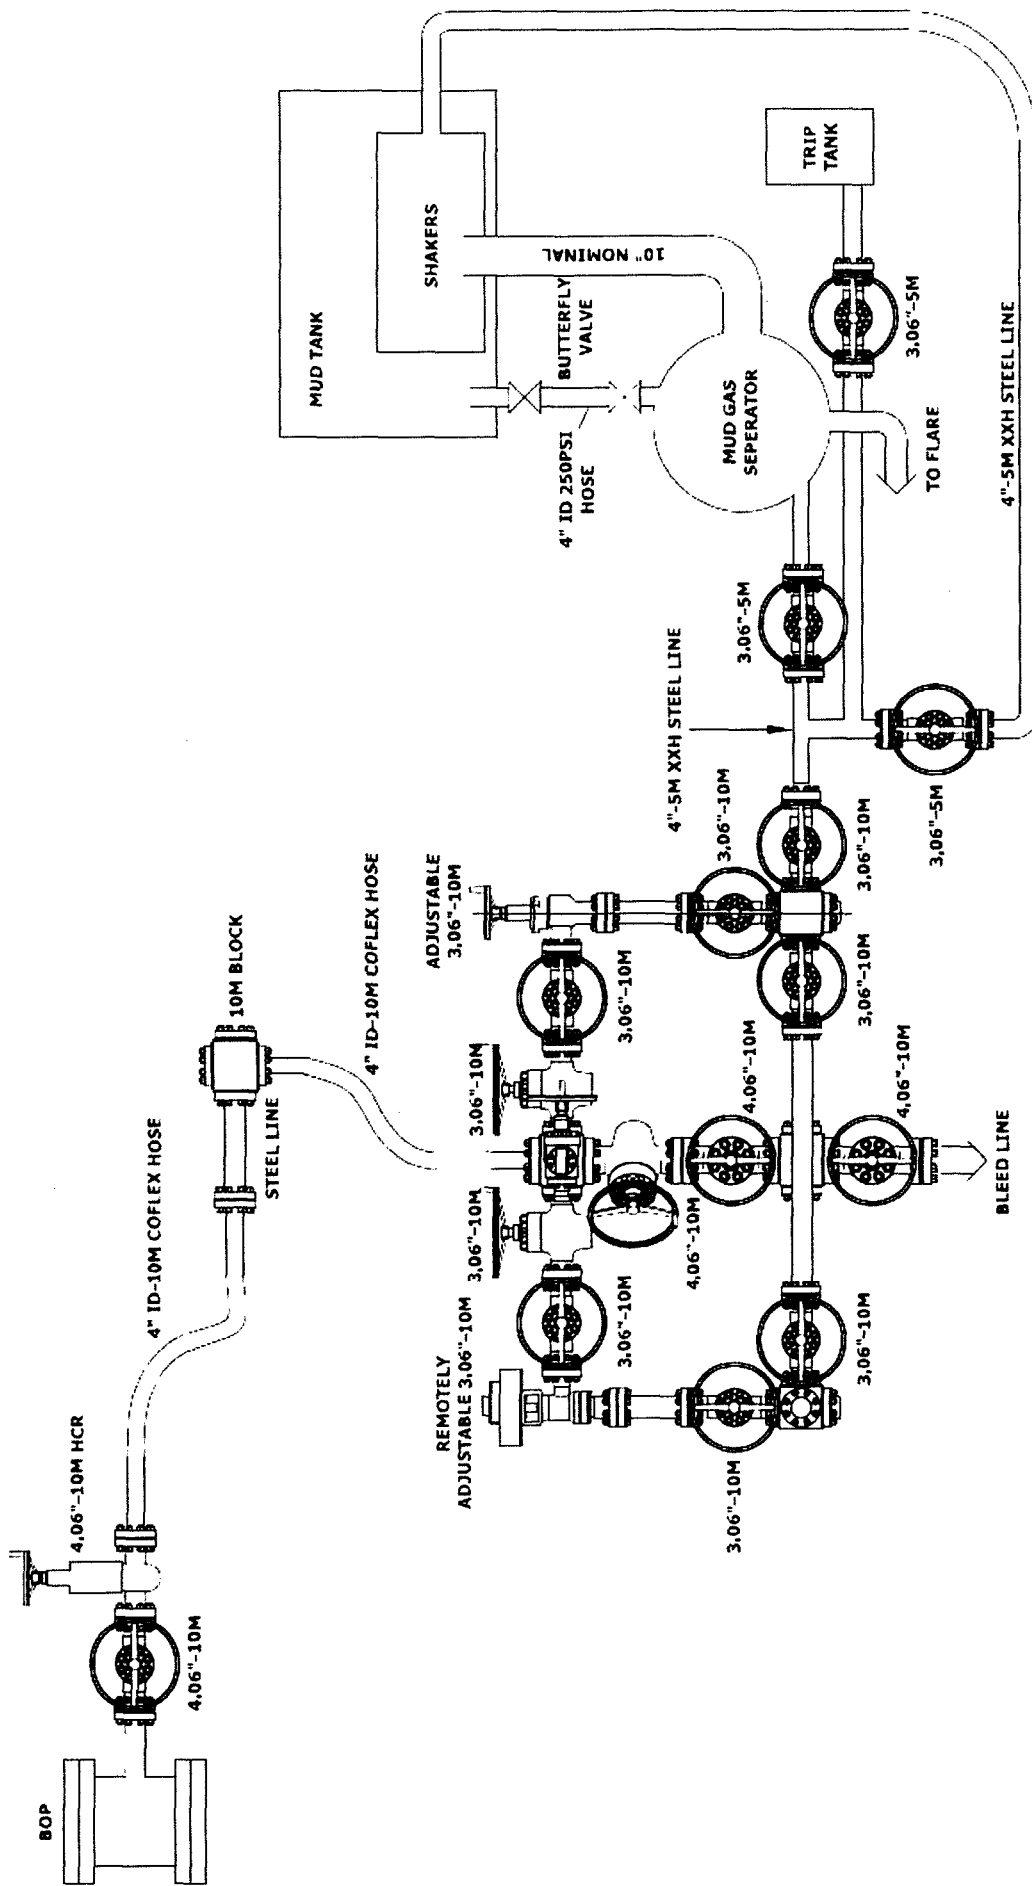 BOP
4.06"-10M
4.06"-10M HCR
4" ID-10M COFLEX HOSE
STEEL LINE
10M BLOCK
4" ID-10M COFLEX HOSE
REMOTELY
ADJUSTABLE 3.06"-10M
3.06"-10M
3.06"-10M
3.06"-10M
3.06"-10M
4.06"-10M
4.06"-10M
4.06"-10M
BLEED LINE
3.06"-10M
3.06"-10M
ADJUSTABLE
3.06"-10M
3.06"-10M
3.06"-10M
3.06"-10M
4"-5M XXH STEEL LINE
3.06"-5M
3.06"-5M
4" ID 250PSI
HOSE
BUTTERFLY
VALVE
MUD GAS
SEPERATOR
TO FLARE
3.06"-5M
4"-5M XXH STEEL LINE
MUD TANK
SHAKERS
10" NOMINAL
TRIP
TANK